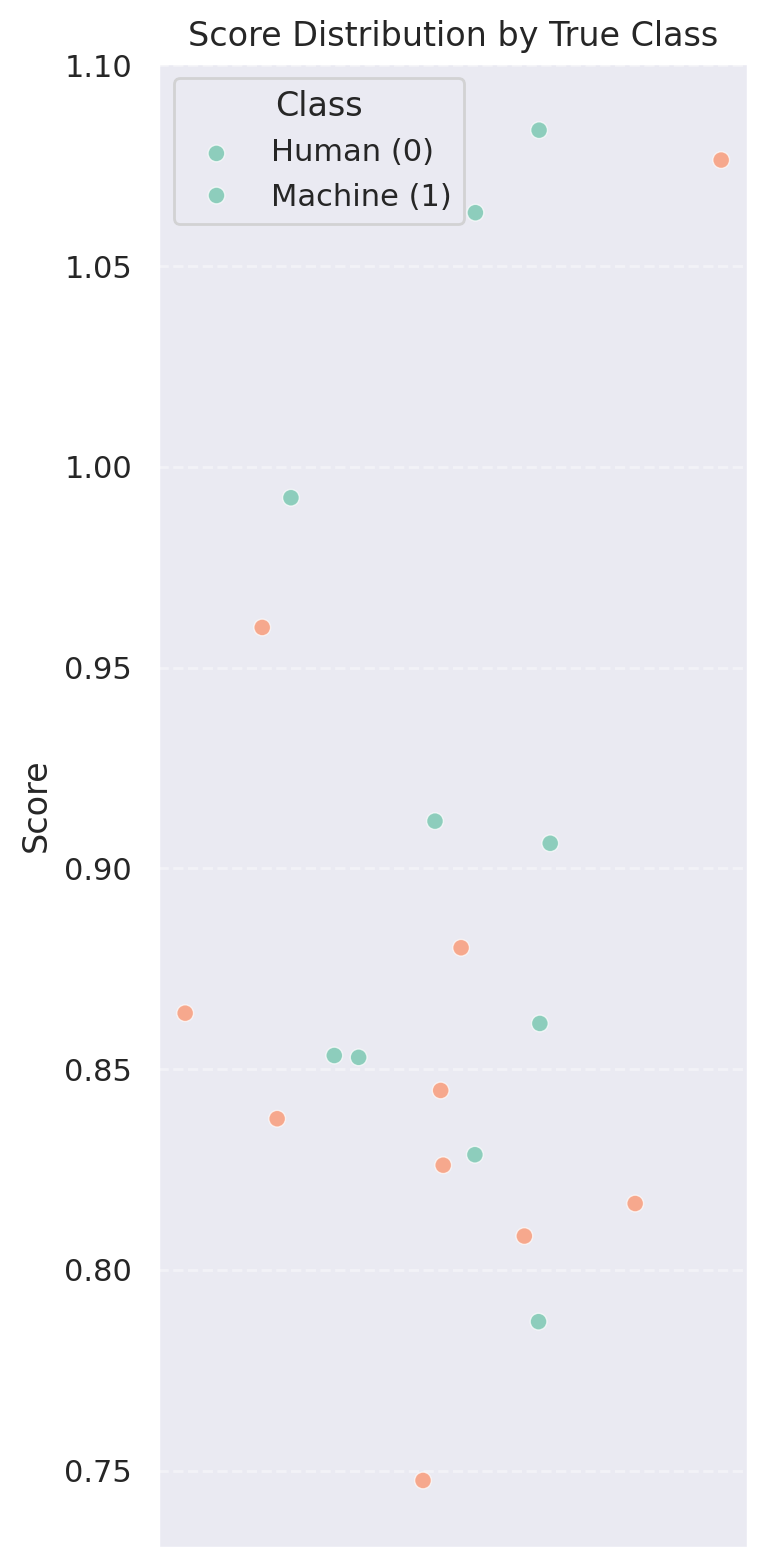 Score Distribution by True Class
1.10
Class
Human (0)
Machine (1)
1.05
1.00
0.95
Score
0.90
0.85
0.80
0.75